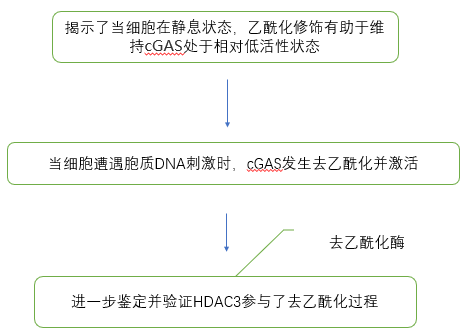 揭示了当细胞在静息状态，乙酰化修饰有助于维
持cGAS处于相对低活性状态
当细胞遭遇胞质DNA刺激时，cGAS发生去乙酰化并激活
去乙酰化酶
进一步鉴定并验证HDAC3参与了去乙酰化过程